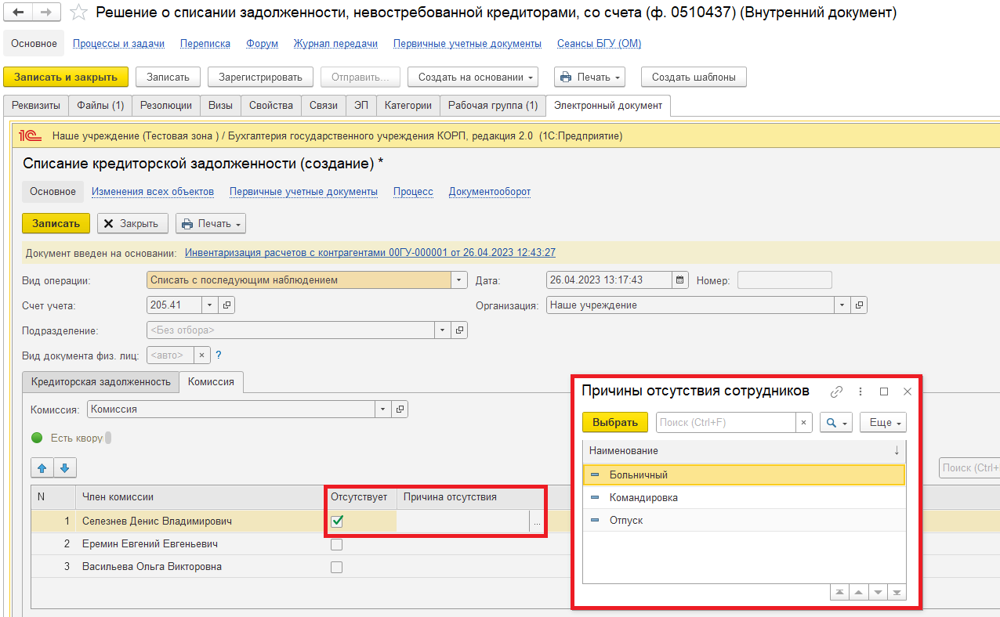 Решение о списании задолженности, невостребованной кредиторами, со счета (ф. 0510437) (Внутренний документ)
Основное Процессы и задачи Переписка Форум Журнал передачи Первичные учетные документы Сеансы БГУ (ОМ)
Записать и закрыть Записать Зарегистрировать Отправить... Создать на основании Печать Создать шаблоны
Реквизиты Файлы (1) Резолюции Визы Свойства Связи ЭП Категории Рабочая группа (1) Электронный документ
1С Наше учреждение (Тестовая зона ) / Бухгалтерия государственного учреждения КОРП, редакция 2.0 (1С:Предприятие)
Списание кредиторской задолженности (создание) *
Основное Изменения всех объектов Первичные учетные документы Процесс Документооборот
Записать Закрыть Печать
Документ введен на основании: Инвентаризация расчетов с контрагентами 00ГУ-000001 от 26.04.2023 12:43:27
Вид операции: Списать с последующим наблюдением Дата: 26.04.2023 13:17:43 Номер:
Счет учета: 205.41 Организация: Наше учреждение
Подразделение: <Без отбора>
Вид документа физ. лиц: <авто> × ?
Кредиторская задолженность Комиссия
Комиссия: Комиссия
Есть квору
Поиск (Ctrl+
N Член комиссии Отсутствует Причина отсутствия
1 Селезнев Денис Владимирович ...
2 Еремин Евгений Евгеньевич
3 Васильева Ольга Викторовна
Причины отсутствия сотрудников
Выбрать Поиск (Ctrl+F) × Еще
Наименование ↓
Больничный
Командировка
Отпуск